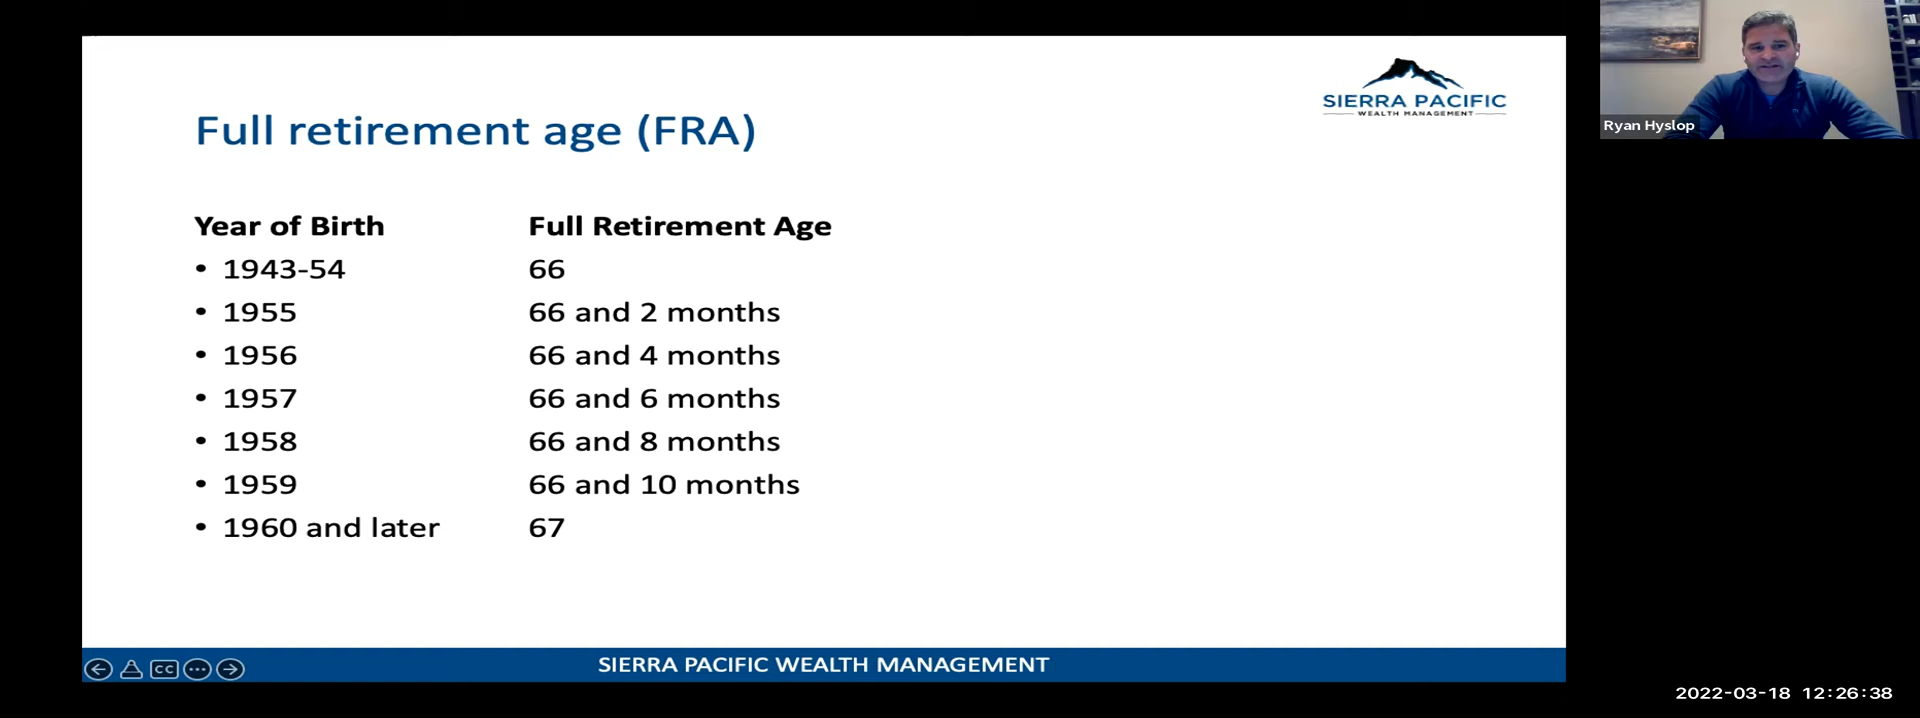 SIERRA PACIFIC
WEALTH MANAGEMENT
Ryan Hyslop
Full retirement age (FRA)
Year of Birth Full Retirement Age
• 1943-54 66
• 1955 66 and 2 months
• 1956 66 and 4 months
• 1957 66 and 6 months
• 1958 66 and 8 months
• 1959 66 and 10 months
• 1960 and later 67
CC
SIERRA PACIFIC WEALTH MANAGEMENT
2022-03-18 12:26:38